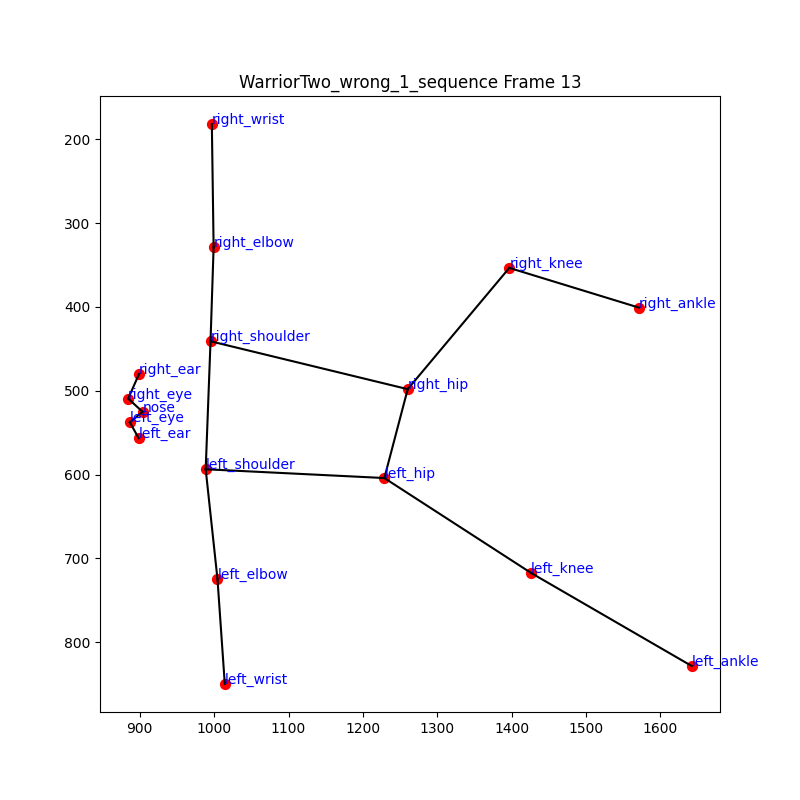 WarriorTwo_wrong_1_sequence Frame 13
right_wrist
right_elbow
right_knee
right_ankle
right_shoulder
right_ear
right_hip
right_eye
nose
left_eye
left_ear
left_shoulder
left_hip
left_knee
left_elbow
left_ankle
left_wrist
200
300
400
500
600
700
800
900 1000 1100 1200 1300 1400 1500 1600